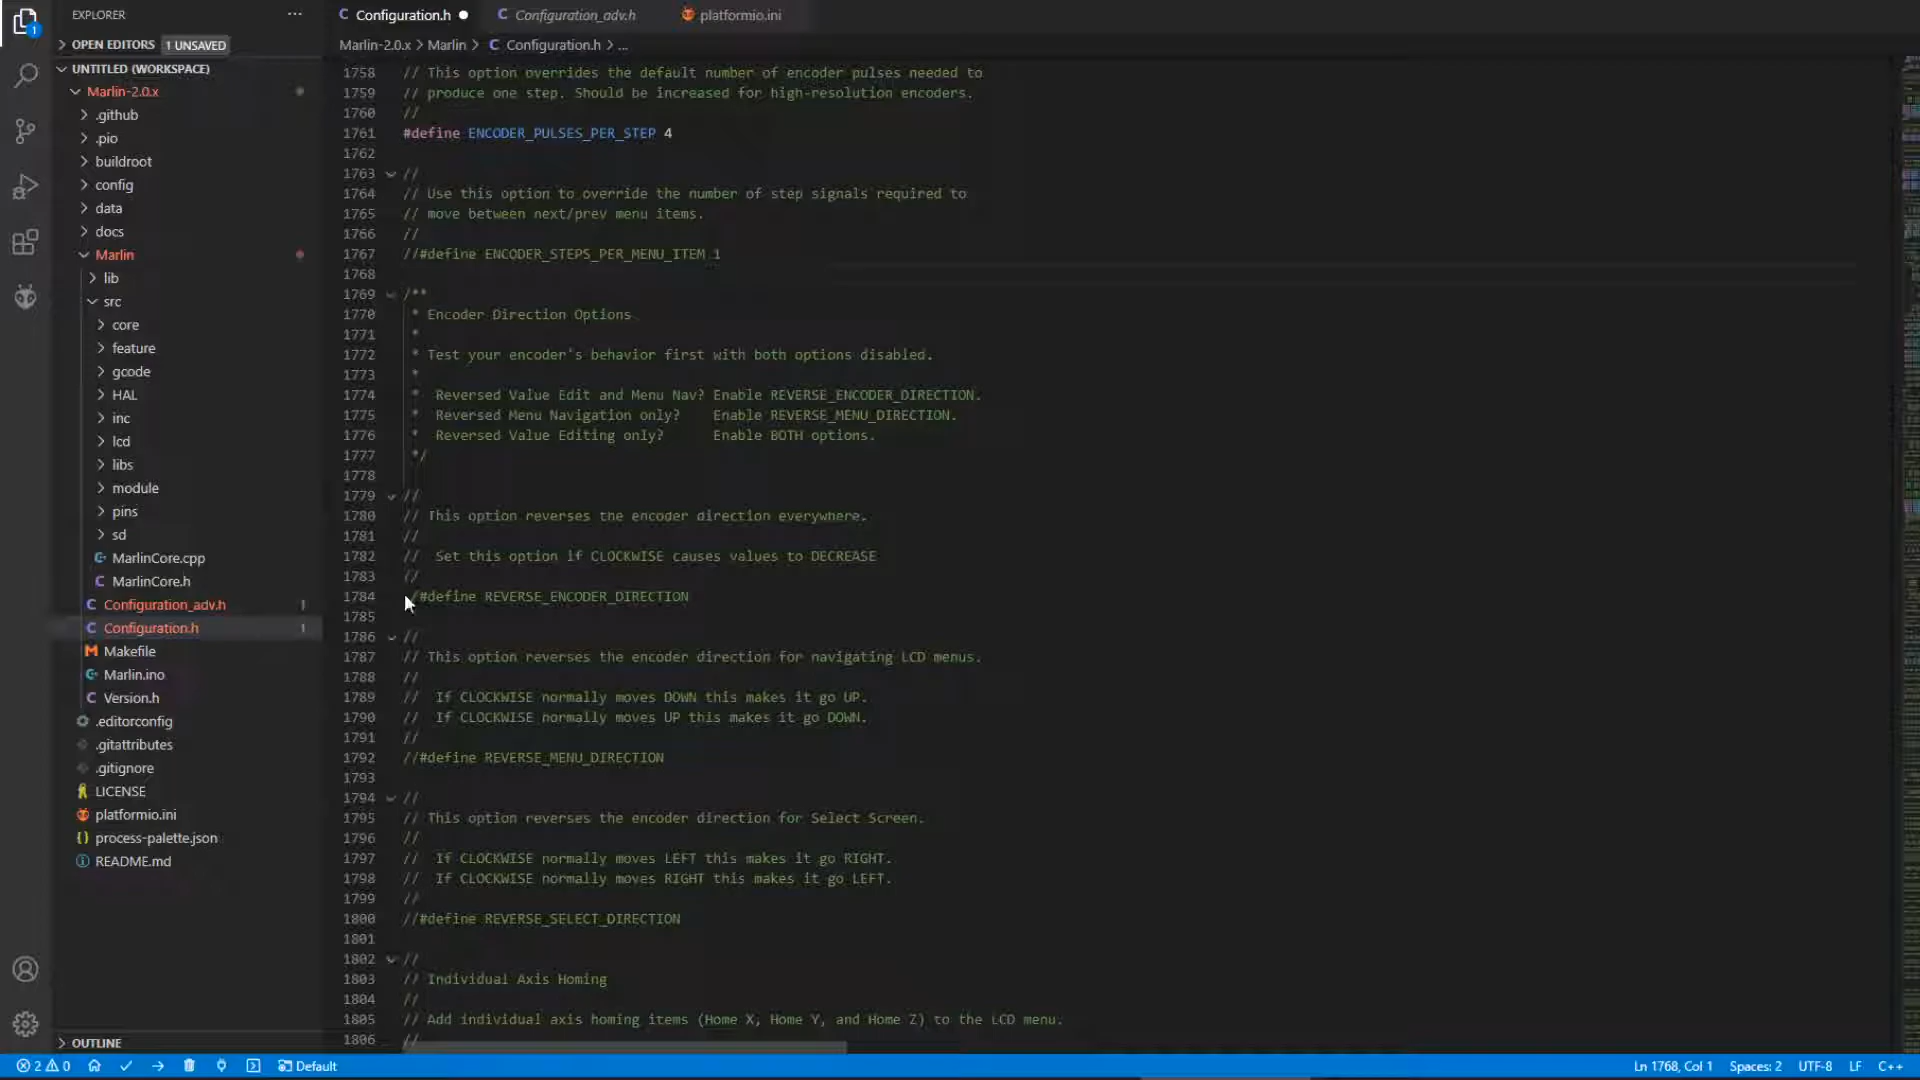 EXPLORER
OPEN EDITORS 1 UNSAVED
UNTITLED (WORKSPACE)
Marlin-2.0.x
.github
.pio
buildroot
config
data
docs
Marlin
lib
src
core
feature
gcode
HAL
inc
lcd
libs
module
pins
sd
MarlinCore.cpp
MarlinCore.h
Configuration_adv.h 1
Configuration.h 1
Makefile
Marlin.ino
Version.h
.editorconfig
.gitattributes
.gitignore
LICENSE
platformio.ini
process-palette.json
README.md
OUTLINE
Configuration.h Configuration_adv.h platformio.ini
Marlin-2.0.x > Marlin > C Configuration.h > ...
1758 // This option overrides the default number of encoder pulses needed to
1759 // produce one step. Should be increased for high-resolution encoders.
1760 //
1761 #define ENCODER_PULSES_PER_STEP 4
1762
1763 //
1764 // Use this option to override the number of step signals required to
1765 // move between next/prev menu items.
1766 //
1767 //#define ENCODER_STEPS_PER_MENU_ITEM 1
1768
1769 /**
1770 * Encoder Direction Options
1771 *
1772 * Test your encoder's behavior first with both options disabled.
1773 *
1774 * Reversed Value Edit and Menu Nav? Enable REVERSE_ENCODER_DIRECTION.
1775 * Reversed Menu Navigation only? Enable REVERSE_MENU_DIRECTION.
1776 * Reversed Value Editing only? Enable BOTH options.
1777 */
1778
1779 //
1780 // This option reverses the encoder direction everywhere.
1781 //
1782 // Set this option if CLOCKWISE causes values to DECREASE
1783 //
1784 //#define REVERSE_ENCODER_DIRECTION
1785
1786 //
1787 // This option reverses the encoder direction for navigating LCD menus.
1788 //
1789 // If CLOCKWISE normally moves DOWN this makes it go UP.
1790 // If CLOCKWISE normally moves UP this makes it go DOWN.
1791 //
1792 //#define REVERSE_MENU_DIRECTION
1793
1794 //
1795 // This option reverses the encoder direction for Select Screen.
1796 //
1797 // If CLOCKWISE normally moves LEFT this makes it go RIGHT.
1798 // If CLOCKWISE normally moves RIGHT this makes it go LEFT.
1799 //
1800 //#define REVERSE_SELECT_DIRECTION
1801
1802 //
1803 // Individual Axis Homing
1804 //
1805 // Add individual axis homing items (Home X, Home Y, and Home Z) to the LCD menu.
1806 //
2 0 Default Ln 1768, Col 1 Spaces: 2 UTF-8 LF C++